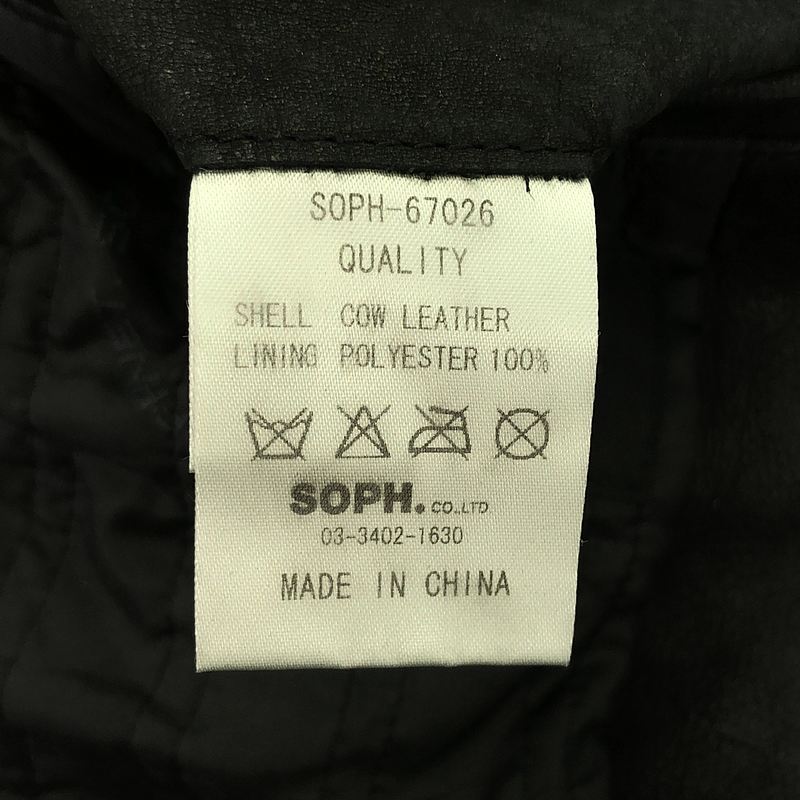 SOPH-67026
QUALITY
SHELL COW LEATHER
LINING POLYESTER 100%
SOPH. CO.,LTD
03-3402-1630
MADE IN CHINA